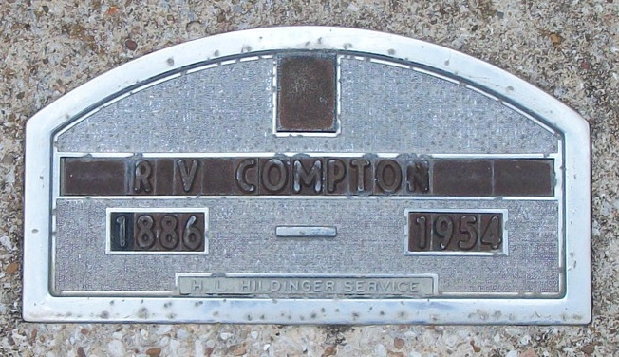 R V COMPTON
1886 — 1954
H. L. HILDINGER SERVICE